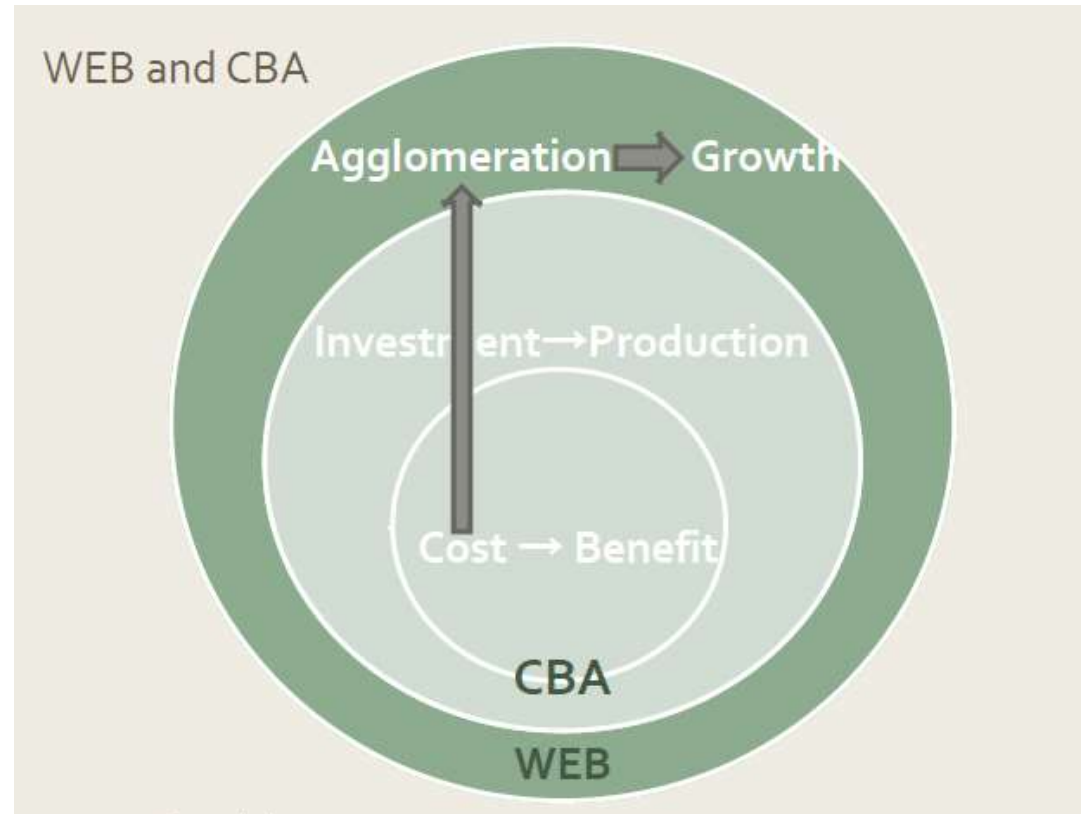 WEB and CBA
Agglomeration Growth
Investment→Production
Cost → Benefit
CBA
WEB